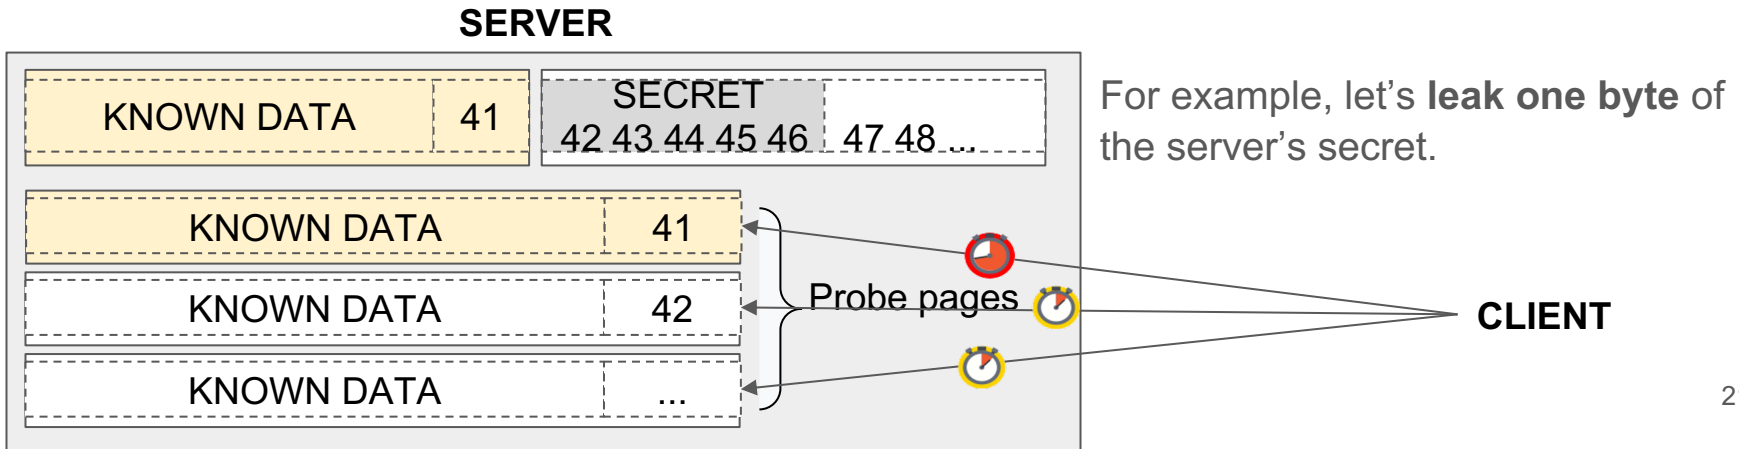 SERVER
KNOWN DATA 41
SECRET
42 43 44 45 46 47 48 ...
For example, let's leak one byte of
the server's secret.
KNOWN DATA 41
KNOWN DATA 42
KNOWN DATA ...
Probe pages
CLIENT
2